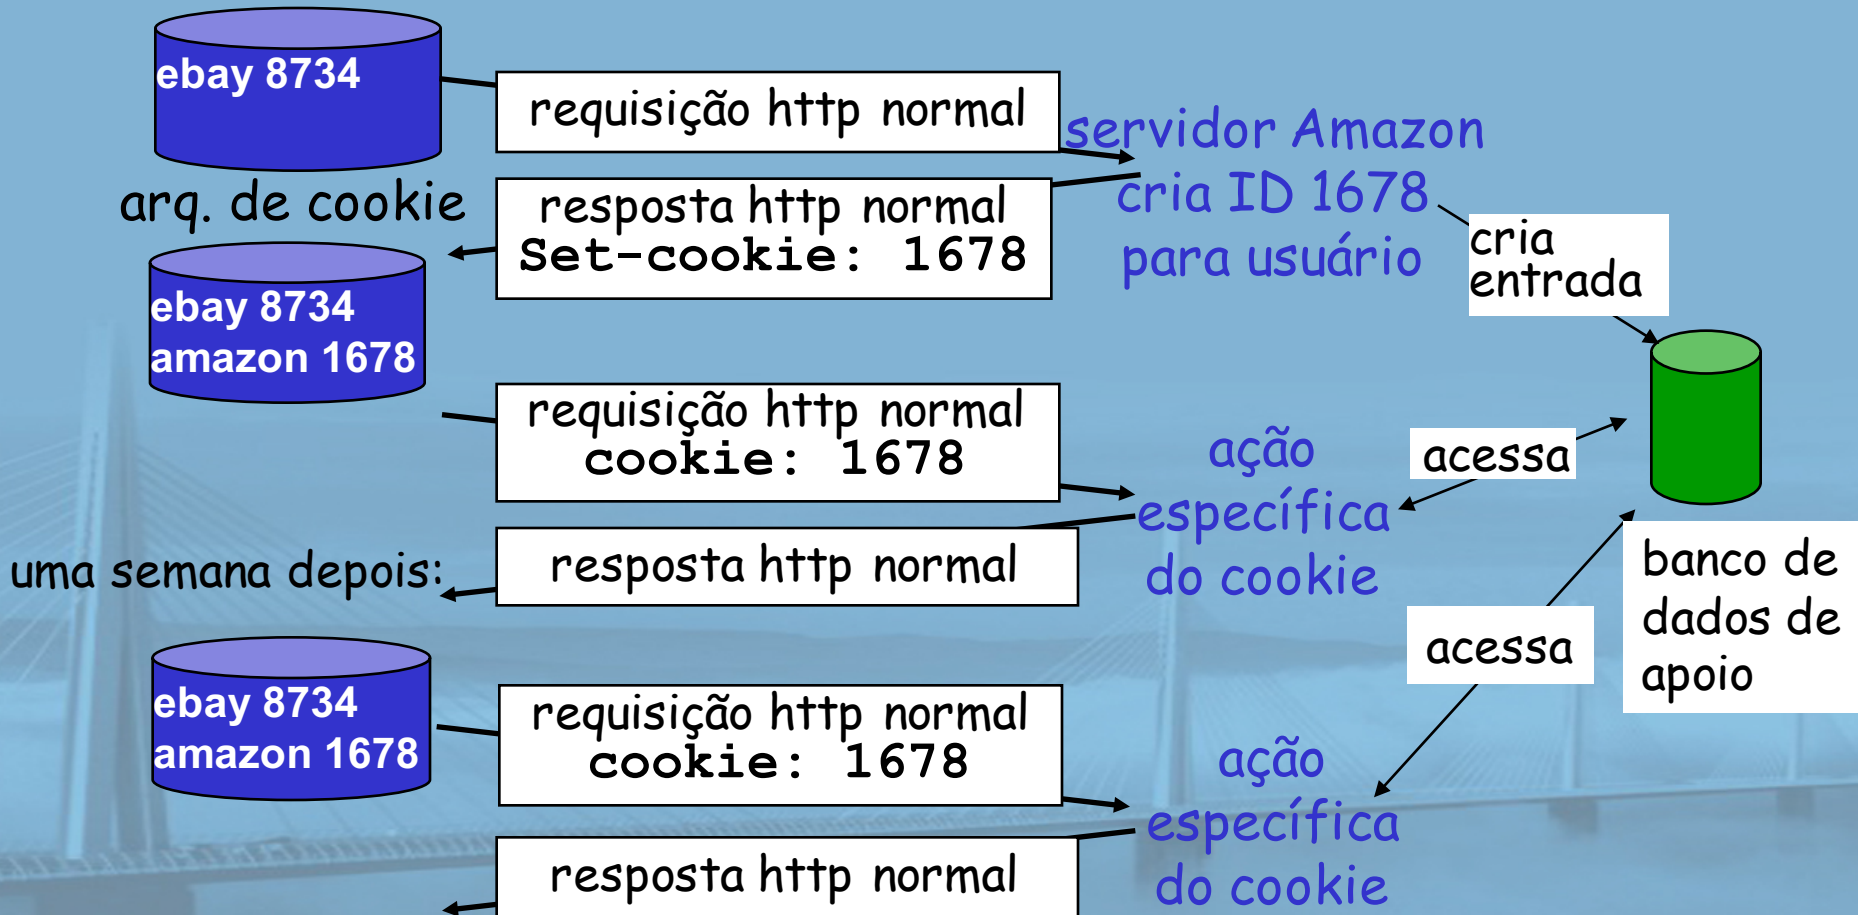 ebay 8734
requisição http normal
servidor Amazon
cria ID 1678
para usuário
arq. de cookie
resposta http normal
Set-cookie: 1678
cria
entrada
ebay 8734
amazon 1678
requisição http normal
cookie: 1678
ação
específica
do cookie
acessa
resposta http normal
uma semana depois:
banco de
dados de
apoio
acessa
ebay 8734
amazon 1678
requisição http normal
cookie: 1678
ação
específica
do cookie
resposta http normal